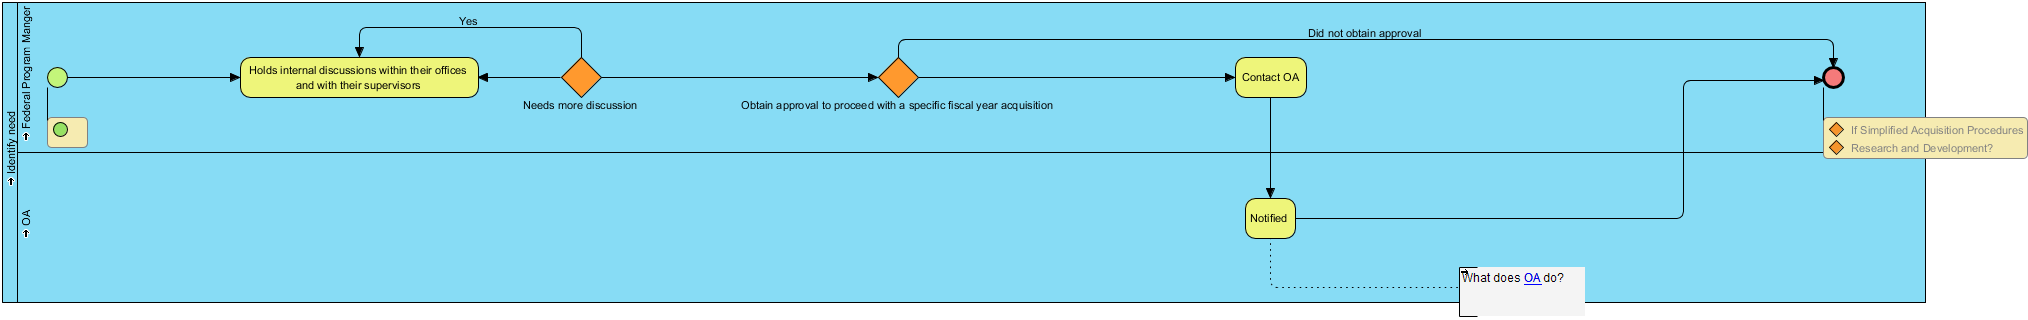 Identify need
Federal Program Manger
Yes
Holds internal discussions within their offices
and with their supervisors
Needs more discussion
Obtain approval to proceed with a specific fiscal year acquisition
Did not obtain approval
Contact OA
If Simplified Acquisition Procedures
Research and Development?
OA
Notified
What does OA do?